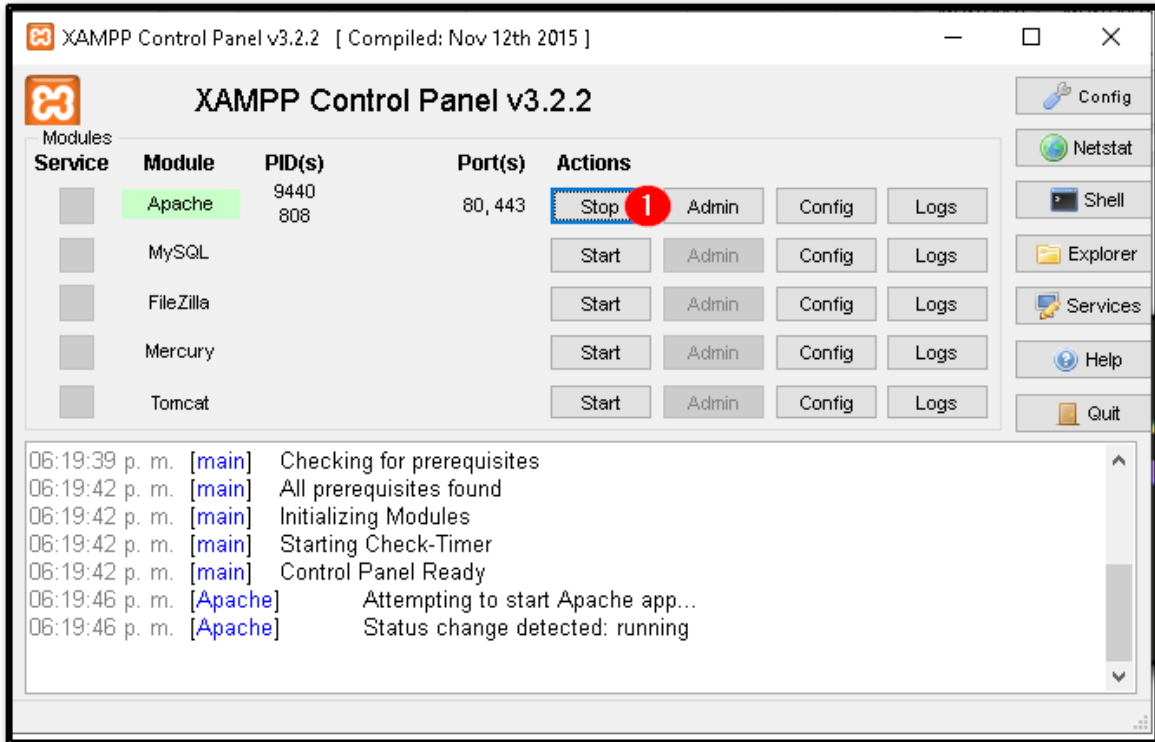 XAMPP Control Panel v3.2.2 [ Compiled: Nov 12th 2015 ]
XAMPP Control Panel v3.2.2
Config
Modules
Service Module PID(s) Port(s) Actions
Netstat
Apache 9440 808 80, 443 Stop 1 Admin Config Logs
Shell
MySQL Start Admin Config Logs
Explorer
FileZilla Start Admin Config Logs
Services
Mercury Start Admin Config Logs
Help
Tomcat Start Admin Config Logs
Quit
06:19:39 p. m. [main] Checking for prerequisites
06:19:42 p. m. [main] All prerequisites found
06:19:42 p. m. [main] Initializing Modules
06:19:42 p. m. [main] Starting Check-Timer
06:19:42 p. m. [main] Control Panel Ready
06:19:46 p. m. [Apache] Attempting to start Apache app...
06:19:46 p. m. [Apache] Status change detected: running